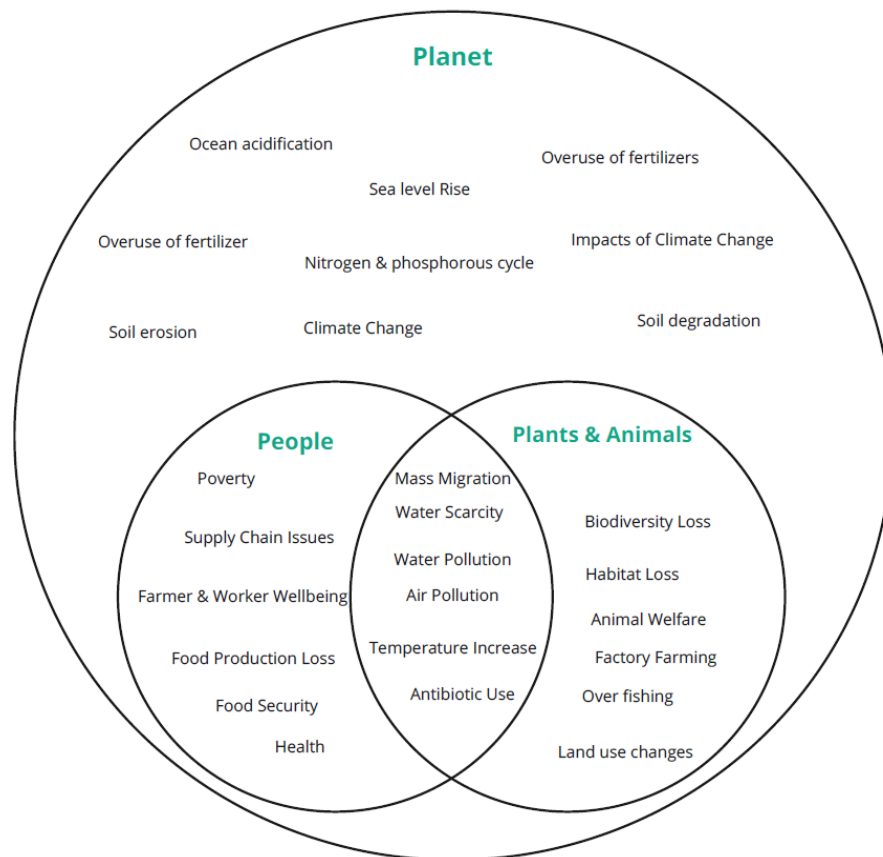 Planet
Ocean acidification
Overuse of fertilizers
Sea level Rise
Overuse of fertilizer
Impacts of Climate Change
Nitrogen & phosphorous cycle
Soil erosion
Climate Change
Soil degradation
People
Poverty
Supply Chain Issues
Farmer & Worker Wellbeing
Food Production Loss
Food Security
Health
Mass Migration
Water Scarcity
Water Pollution
Air Pollution
Temperature Increase
Antibiotic Use
Plants & Animals
Biodiversity Loss
Habitat Loss
Animal Welfare
Factory Farming
Over fishing
Land use changes